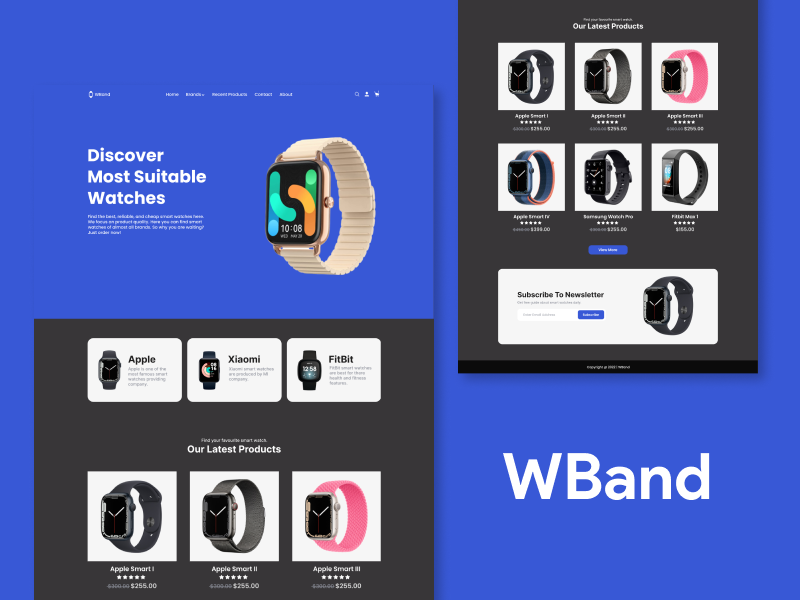 WBand
Home Brands Recent Products Contact About
Discover
Most Suitable
Watches
Find the best, reliable, and cheap smart watches here.
We focus on product quality. Here you can find smart
watches of almost all brands. So why you are waiting?
Just order now!
10:08
Apple
Apple is one of the
most famous smart
watches providing
company.
Xiaomi
Xiaomi smart watches
are produced by MI
company.
FitBit
FitBit smart watches
are best for there
health and fitness
features.
Find your favourite smart watch.
Our Latest Products
Apple Smart I
$300.00 $255.00
Apple Smart II
$300.00 $255.00
Apple Smart III
$300.00 $255.00
Find your favourite smart watch.
Our Latest Products
Apple Smart I
$300.00 $255.00
Apple Smart II
$300.00 $255.00
Apple Smart III
$300.00 $255.00
Apple Smart IV
$390.00
Samsung Watch Pro
$255.00
Fitbit Max 1
$155.00
View More
Subscribe To Newsletter
Subscribe
Copyright @ 2022 | WBand
WBand